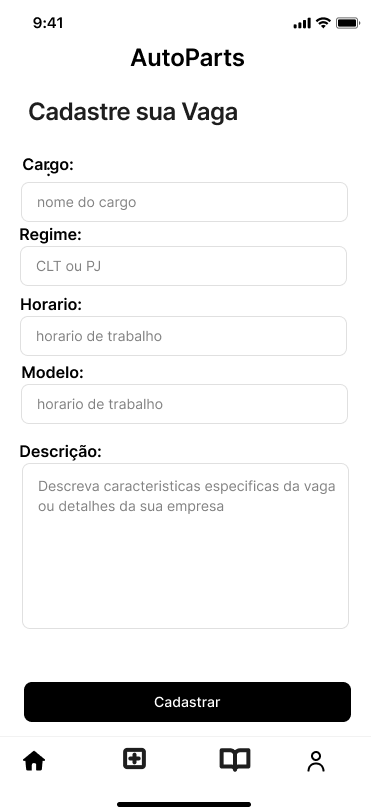 9:41
AutoParts
Cadastre sua Vaga
Cargo:
nome do cargo
Regime:
CLT ou PJ
Horario:
horario de trabalho
Modelo:
horario de trabalho
Descrição:
Descreva caracteristicas especificas da vaga
ou detalhes da sua empresa
Cadastrar